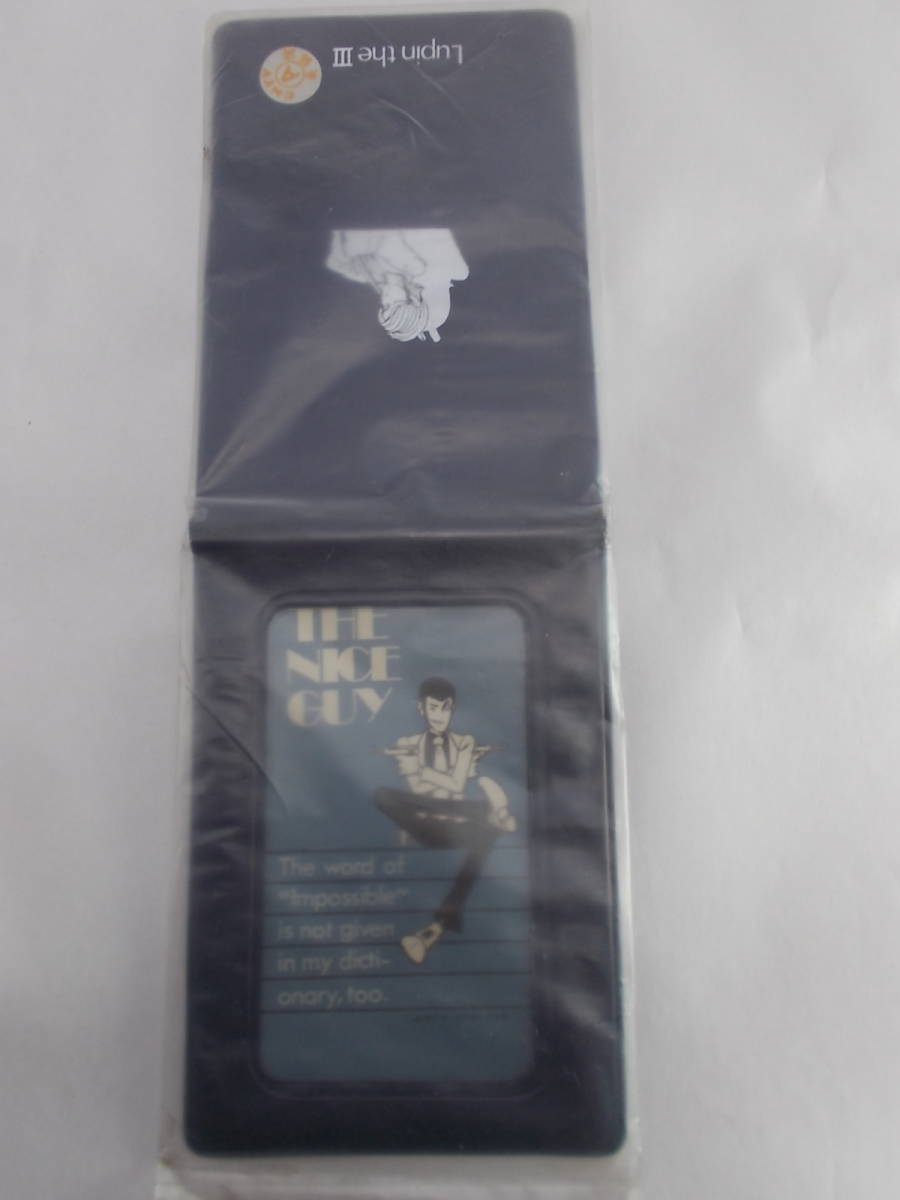 Lupin the III
THE
NICE
GUY
The word of
"Impossible"
is not given
in my dicti-
onary, too.